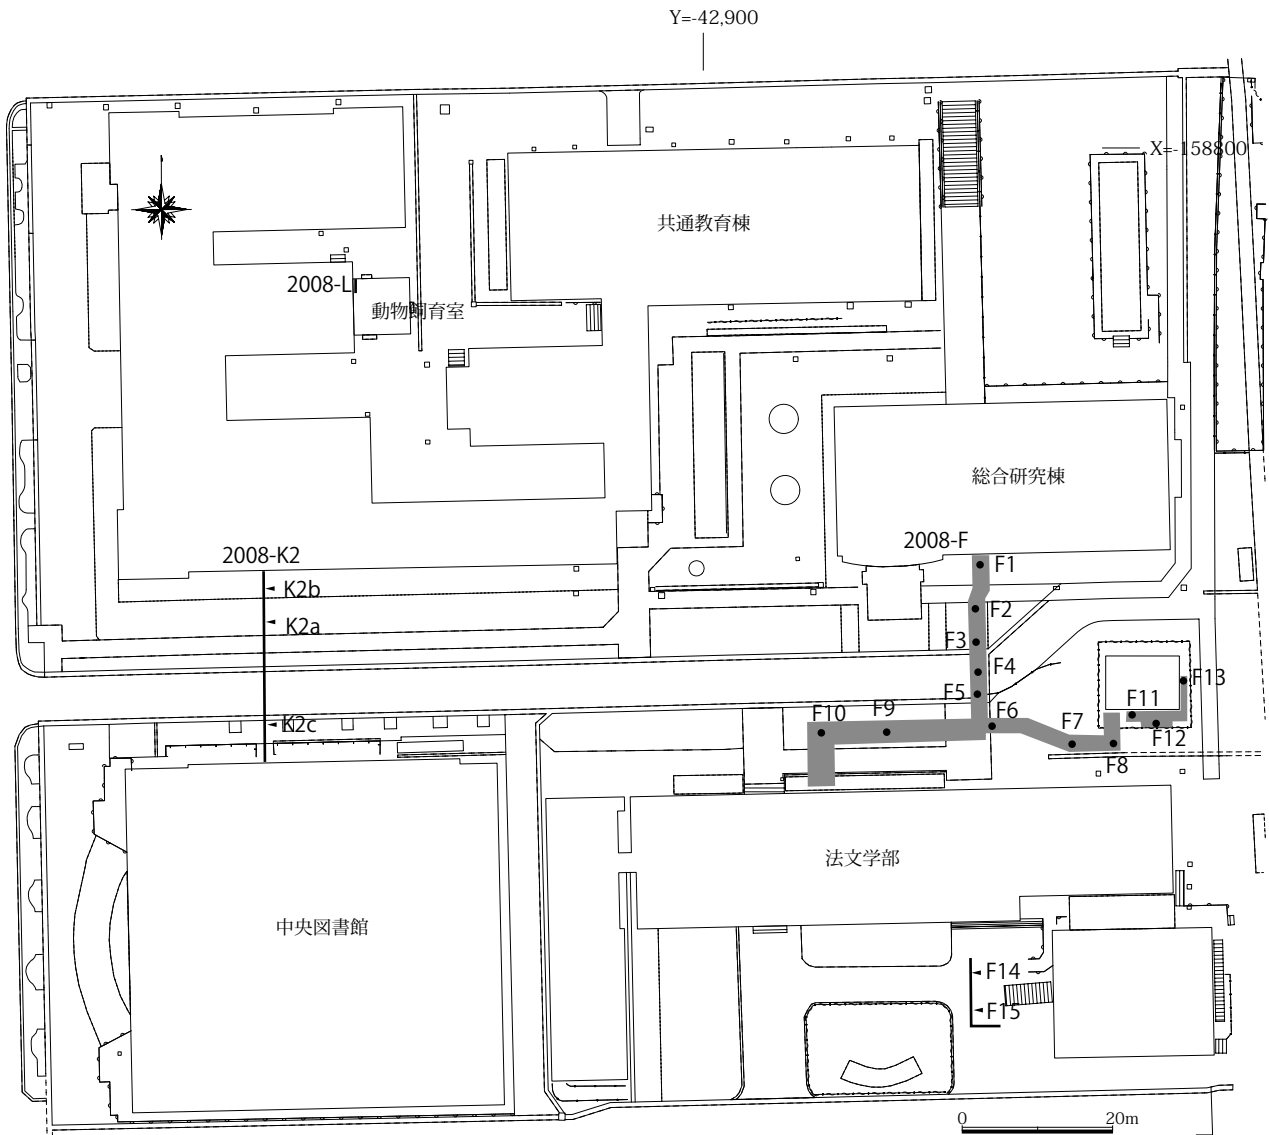 Y=-42,900
X=-158800
共通教育棟
2008-L
動物飼育室
総合研究棟
2008-F
2008-K2
F1
K2b
F2
K2a
F3
F4
F13
F5
K2c
F10
F9
F6
F11
F7
F12
F8
法文学部
中央図書館
F14
F15
0 20m